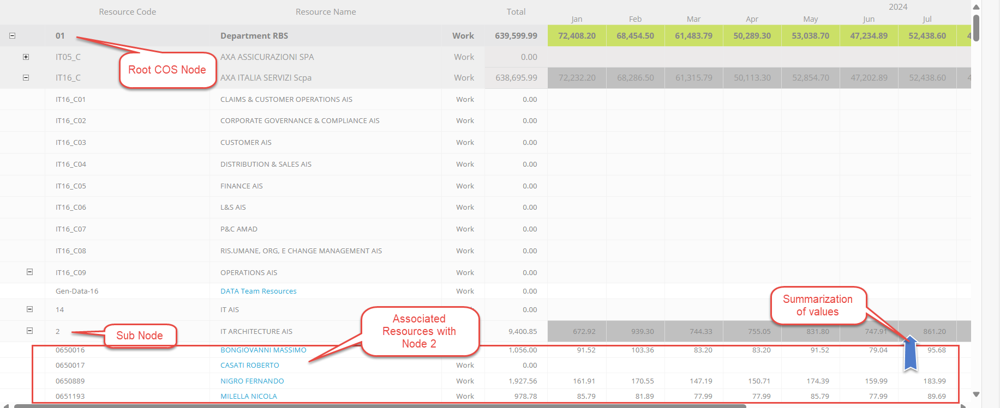 Resource Code Resource Name Total 2024
Jan Feb Mar Apr May Jun Jul
01 Department RBS Work 639,599.99 72,408.20 68,454.50 61,483.79 50,289.30 53,038.70 47,234.89 52,438.60 4
IT05_C AXA ASSICURAZIONI SPA Work 0.00
Root COS Node
IT16_C AXA ITALIA SERVIZI Scpa Work 638,695.99 72,232.20 68,286.50 61,315.79 50,113.30 52,854.70 47,202.89 52,438.60 4
IT16_C01 CLAIMS & CUSTOMER OPERATIONS AIS Work 0.00
IT16_C02 CORPORATE GOVERNANCE & COMPLIANCE AIS Work 0.00
IT16_C03 CUSTOMER AIS Work 0.00
IT16_C04 DISTRIBUTION & SALES AIS Work 0.00
IT16_C05 FINANCE AIS Work 0.00
IT16_C06 L&S AIS Work 0.00
IT16_C07 P&C AMAD Work 0.00
IT16_C08 RIS.UMANE, ORG, E CHANGE MANAGEMENT AIS Work 0.00
IT16_C09 OPERATIONS AIS Work 0.00
Gen-Data-16 DATA Team Resources Work 0.00
Summarization
of values
14 IT AIS 0.00
Associated
Resources with
Node 2
2 IT ARCHITECTURE AIS 9,400.85 672.92 939.30 744.33 755.05 831.80 747.91 861.20
Sub Node
0650016 BONGIOVANNI MASSIMO 1,056.00 91.52 103.36 83.20 83.20 91.52 79.04 95.68
0650017 CASATI ROBERTO Work 0.00
0650889 NIGRO FERNANDO Work 1,927.56 161.91 170.55 147.19 150.71 174.39 159.99 183.99
0651193 MILELLA NICOLA Work 978.78 85.79 81.89 77.99 77.99 85.79 77.99 89.69